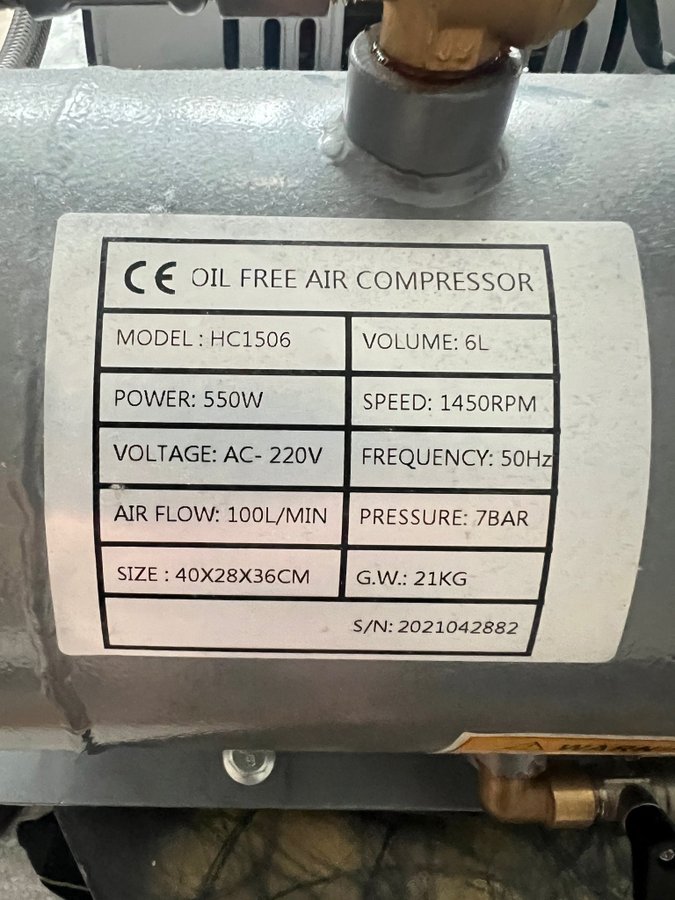 CE OIL FREE AIR COMPRESSOR
MODEL : HC1506 VOLUME: 6L
POWER: 550W SPEED: 1450RPM
VOLTAGE: AC- 220V FREQUENCY: 50Hz
AIR FLOW: 100L/MIN PRESSURE: 7BAR
SIZE : 40X28X36CM G.W.: 21KG
S/N: 2021042882